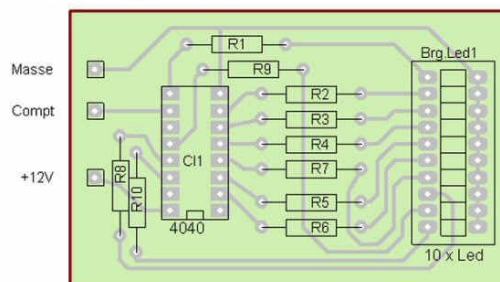 Masse
Compt
+12V
R1
R9
R2
R3
R4
R7
R5
R6
R8
R10
CI1
4040
Brg.Led1
10 x Led